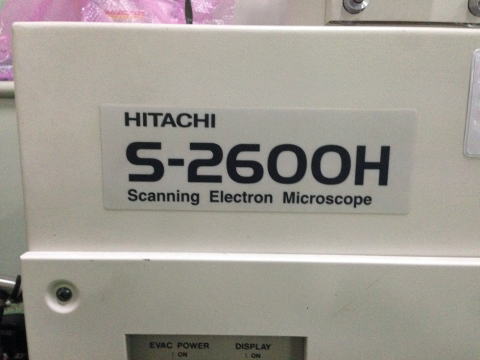 HITACHI
S-2600H
Scanning Electron Microscope
EVAC POWER DISPLAY
ON ON